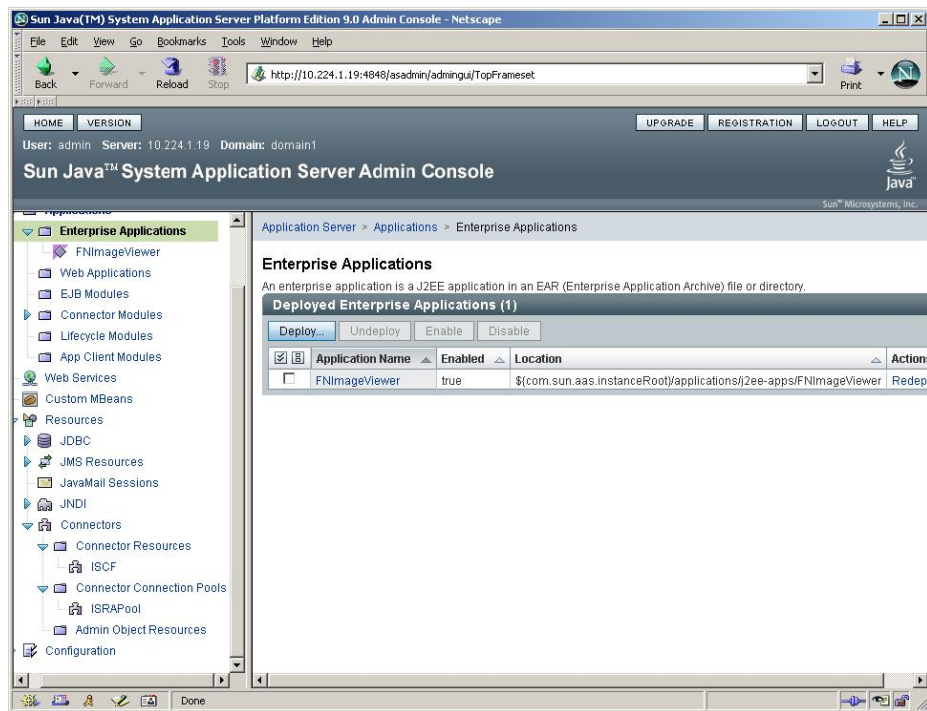 Sun Java(TM) System Application Server Platform Edition 9.0 Admin Console - Netscape
File Edit View Go Bookmarks Tools Window Help
Back Forward Reload Stop http://10.224.1.19:4848/asadmin/admingui/TopFrameset Print N
HOME VERSION UPGRADE REGISTRATION LOGOUT HELP
User: admin Server: 10.224.1.19 Domain: domain1
Sun Java™ System Application Server Admin Console
Java™
Sun™ Microsystems, Inc.
Applications
Enterprise Applications
FNImageViewer
Web Applications
EJB Modules
Connector Modules
Lifecycle Modules
App Client Modules
Web Services
Custom MBeans
Resources
JDBC
JMS Resources
JavaMail Sessions
JNDI
Connectors
Connector Resources
ISCF
Connector Connection Pools
ISRAPool
Admin Object Resources
Configuration
Application Server > Applications > Enterprise Applications
Enterprise Applications
An enterprise application is a J2EE application in an EAR (Enterprise Application Archive) file or directory.
Deployed Enterprise Applications (1)
Deploy... Undeploy Enable Disable
Application Name Enabled Location Action
FNImageViewer true ${com.sun.aas.instanceRoot}/applications/j2ee-apps/FNImageViewer Redep
Done